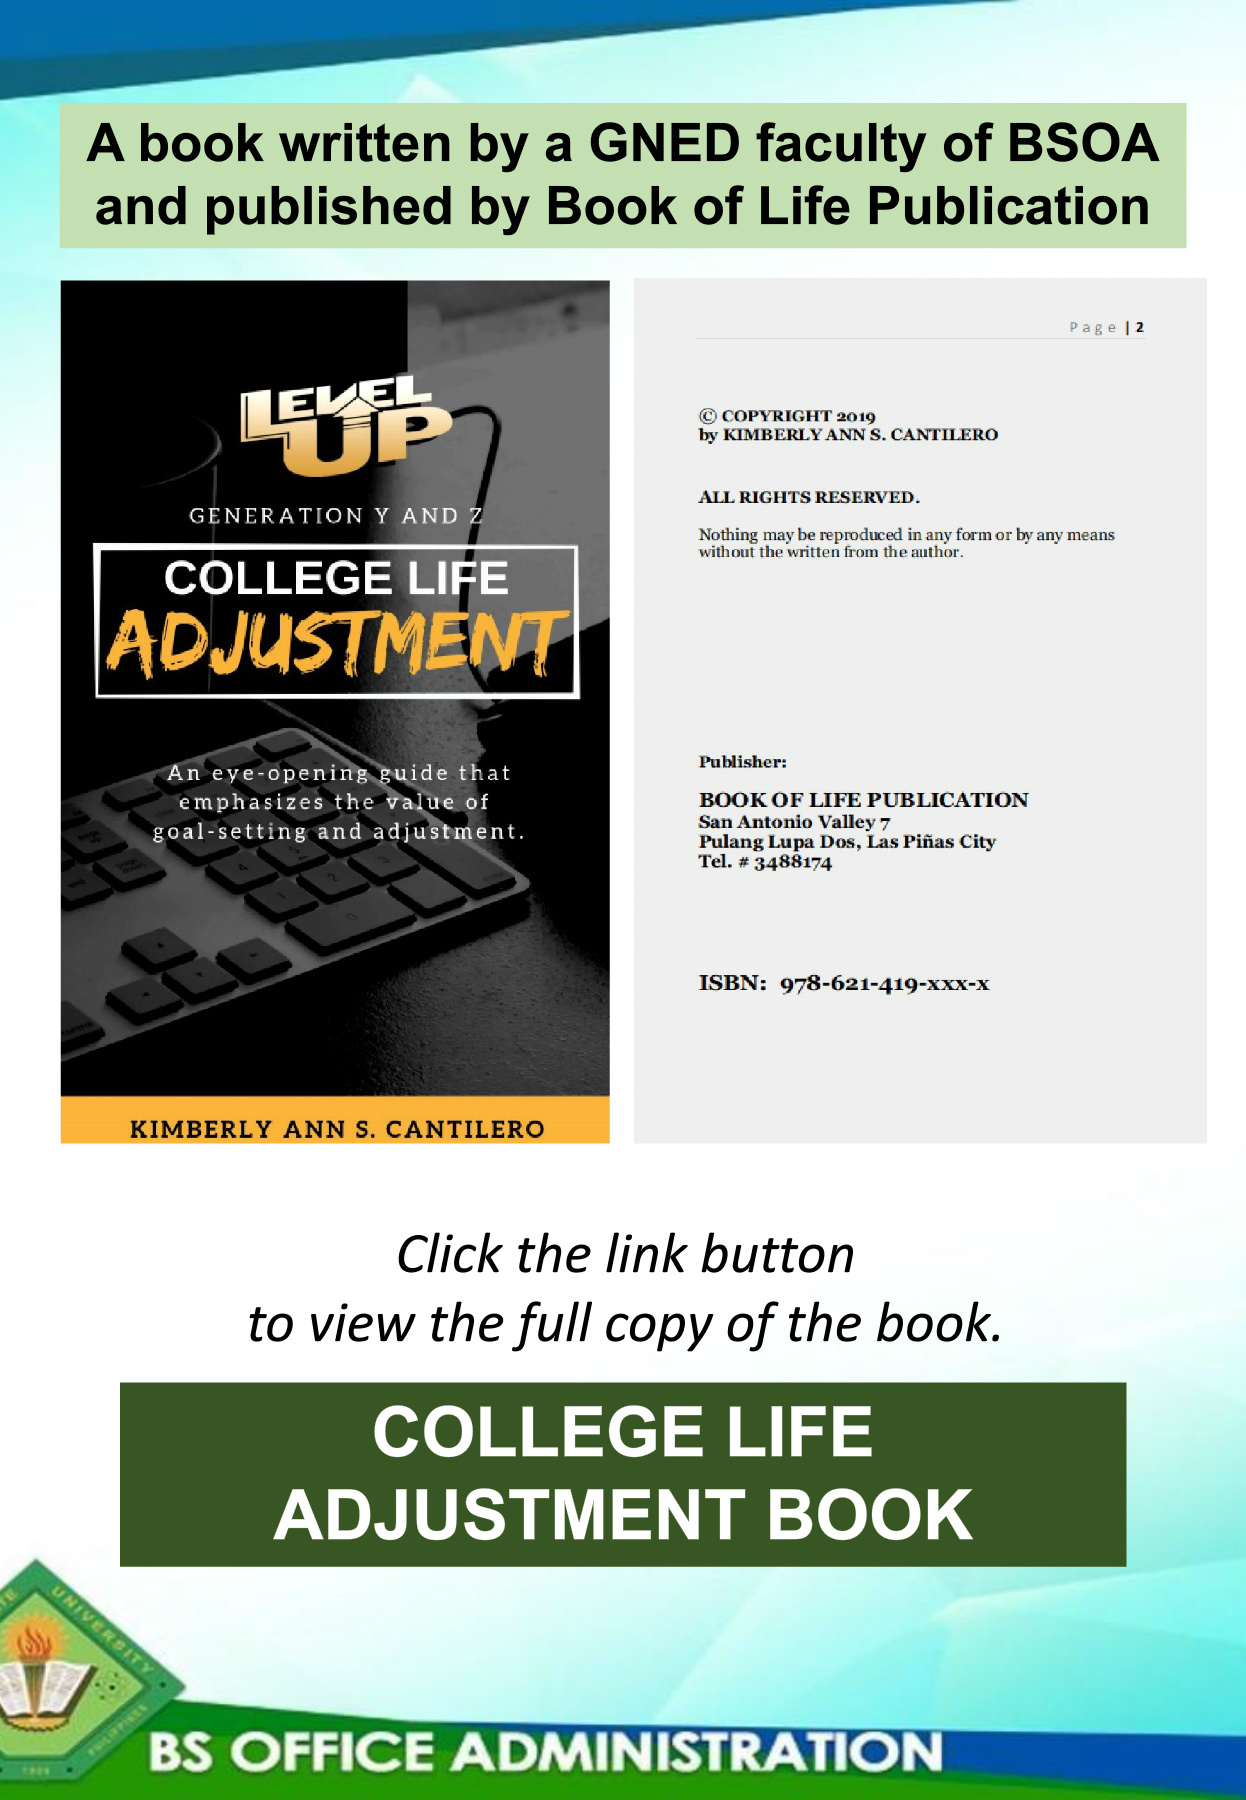 A book written by a GNED faculty of BSOA
and published by Book of Life Publication
LEVEL
UP
GENERATION Y AND Z
COLLEGE LIFE
ADJUSTMENT
An eye-opening guide that
emphasizes the value of
goal-setting and adjustment.
KIMBERLY ANN S. CANTILERO
Page | 2
© COPYRIGHT 2019
by KIMBERLY ANN S. CANTILERO
ALL RIGHTS RESERVED.
Nothing may be reproduced in any form or by any means
without the written from the author.
Publisher:
BOOK OF LIFE PUBLICATION
San Antonio Valley 7
Pulang Lupa Dos, Las Piñas City
Tel. # 3488174
ISBN: 978-621-419-xxx-x
Click the link button
to view the full copy of the book.
COLLEGE LIFE
ADJUSTMENT BOOK
UNIVERSITY
PHILIPPINES
BS OFFICE ADMINISTRATION